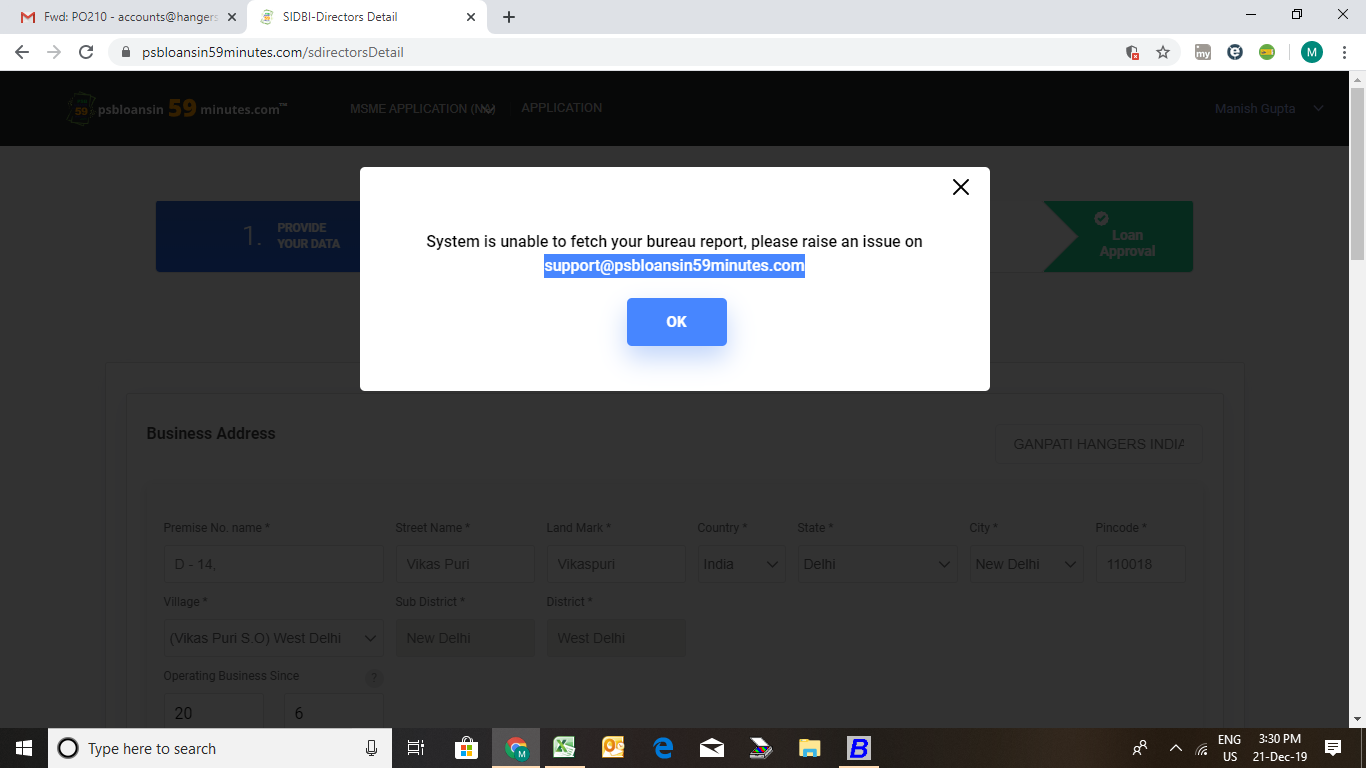 Fwd: PO210 - accounts@hangers
SIDBI-Directors Detail
psbloansin59minutes.com/sdirectorsDetail
my
M
59 psbloansin 59 minutes.com™
MSME APPLICATION (N
APPLICATION
Manish Gupta
System is unable to fetch your bureau report, please raise an issue on
support@psbloansin59minutes.com
OK
1. PROVIDE
YOUR DATA
Loan
Approval
Business Address
GANPATI HANGERS INDIA
Premise No. name *
Street Name *
Land Mark *
Country *
State *
City *
Pincode *
D - 14,
Vikas Puri
Vikaspuri
India
Delhi
New Delhi
110018
Village *
Sub District *
District *
(Vikas Puri S.O) West Delhi
New Delhi
West Delhi
Operating Business Since
?
20
6
Type here to search
M
B
ENG
US
3:30 PM
21-Dec-19